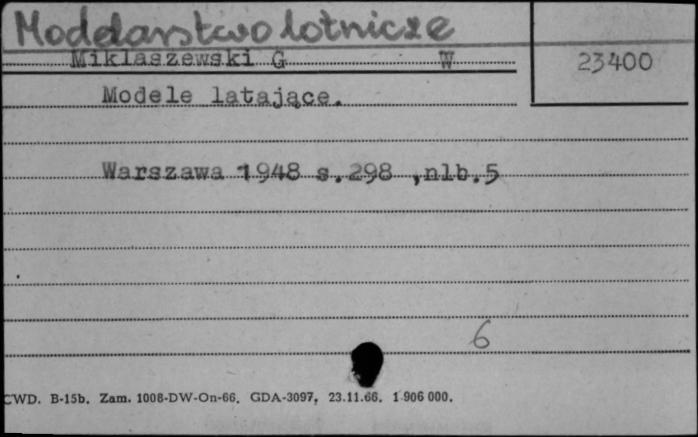 Modelarstwo lotnicze
Miklaszewski G W
23400
Modele latające.
Warszawa 1948 s.298 ,nlb.5
6
CWD. B-15b. Zam. 1008-DW-On-66. GDA-3097. 23.11.66. 1 906 000.